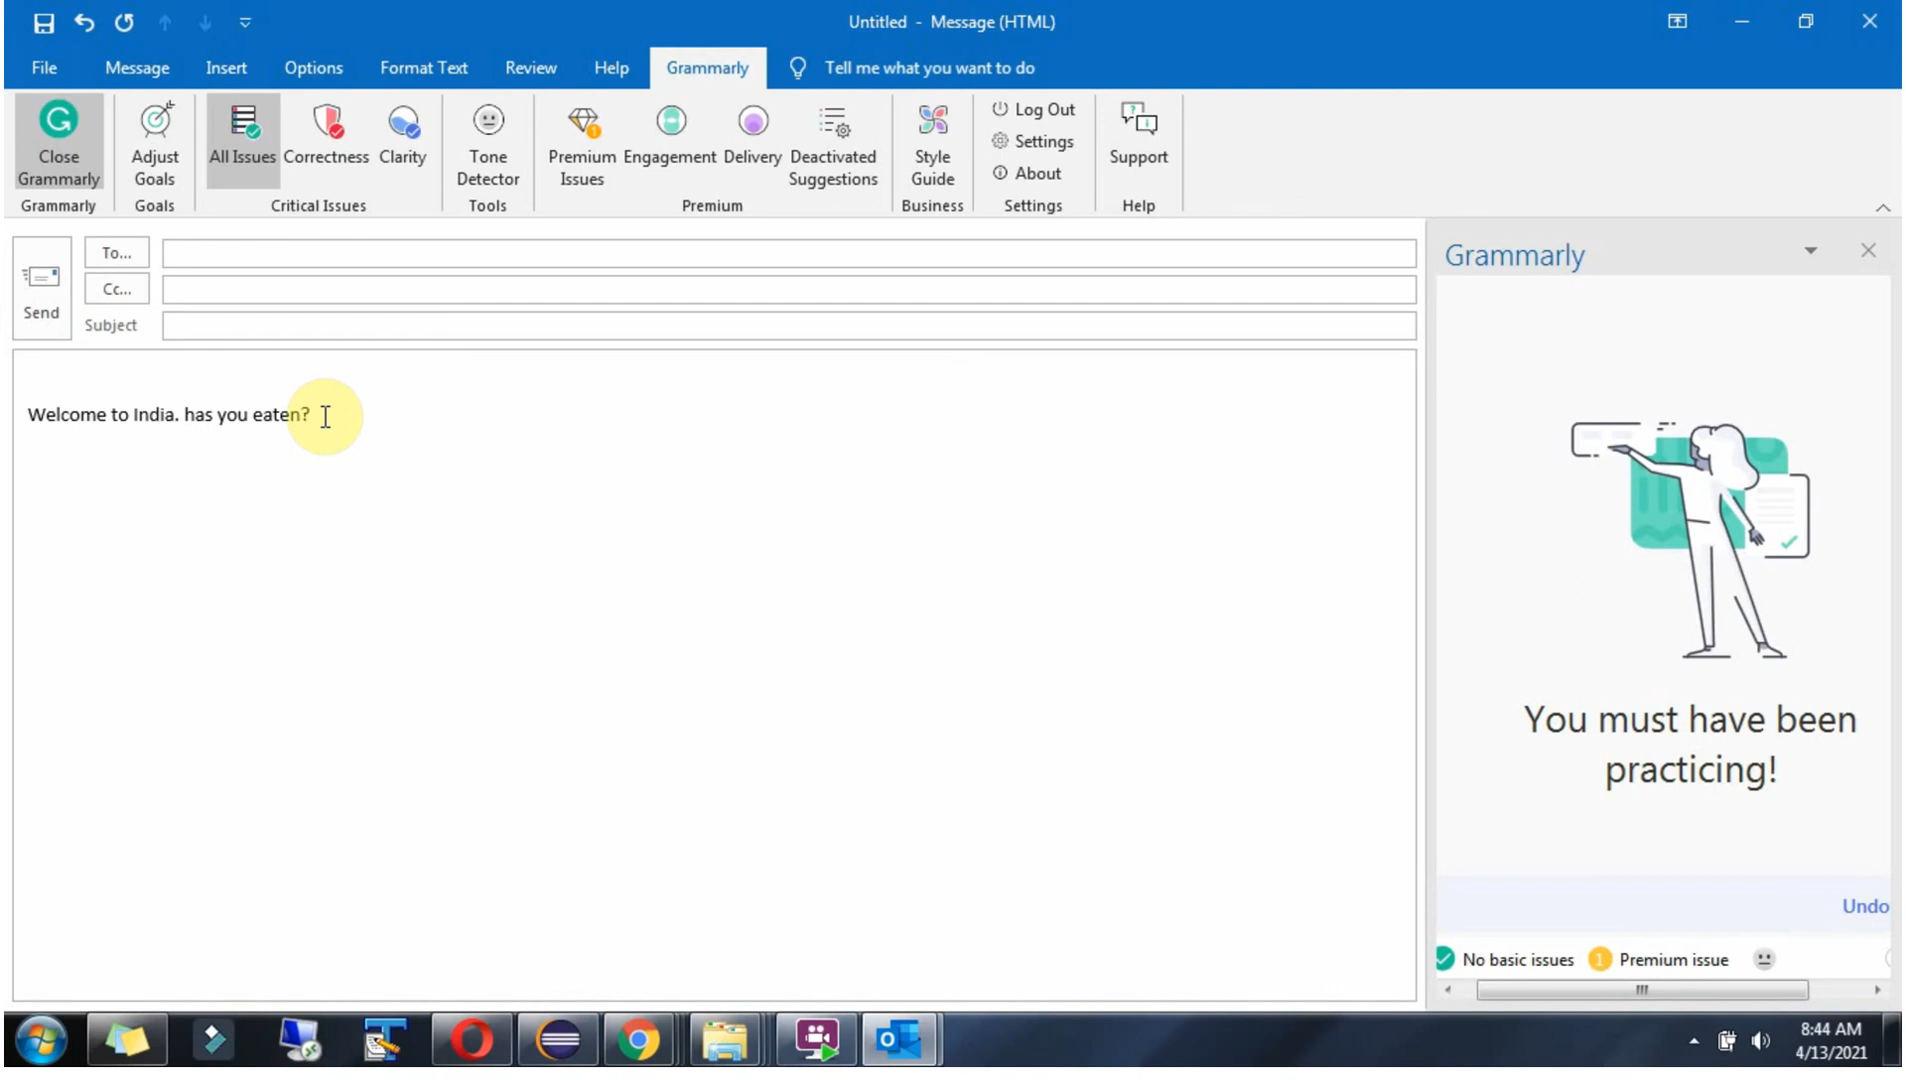 Untitled - Message (HTML)
File Message Insert Options Format Text Review Help Grammarly Tell me what you want to do
Close Grammarly
Adjust Goals
All Issues
Correctness
Clarity
Tone Detector
Premium Issues
Engagement
Delivery
Deactivated Suggestions
Style Guide
Log Out
Settings
About
Support
Grammarly Goals Critical Issues Tools Premium Business Settings Help
Send
To...
Cc...
Subject
Welcome to India. has you eaten?
Grammarly
You must have been
practicing!
Undo
No basic issues 1 Premium issue
8:44 AM
4/13/2021